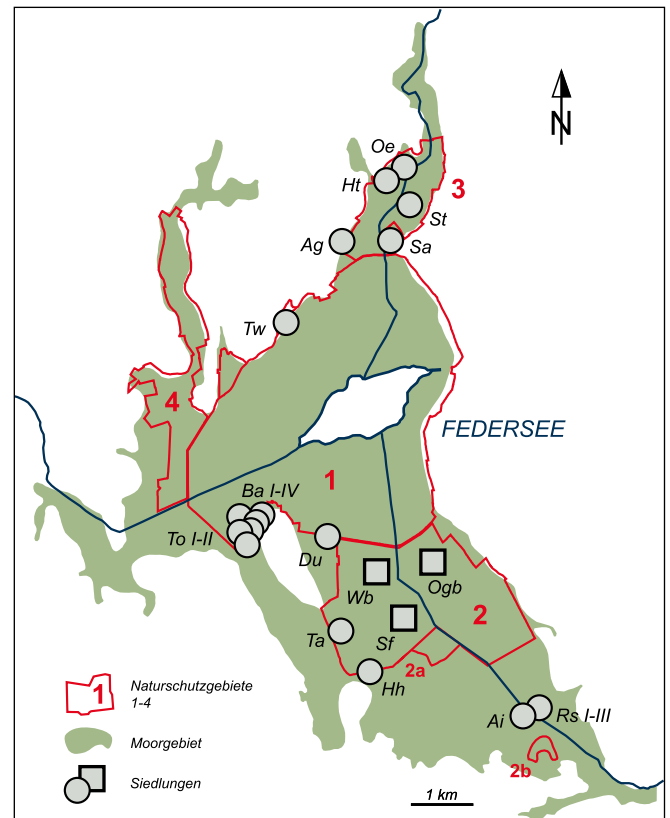 Oe
N
Ht
3
St
Ag
Sa
Tw
4
FEDERSEE
1
Ba I-IV
To I-II
Du
Ogb
Wb
2
Sf
Ta
2a
Hh
1
Naturschutzgebiete
1-4
Rs I-III
Ai
Moorgebiet
2b
Siedlungen
1 km